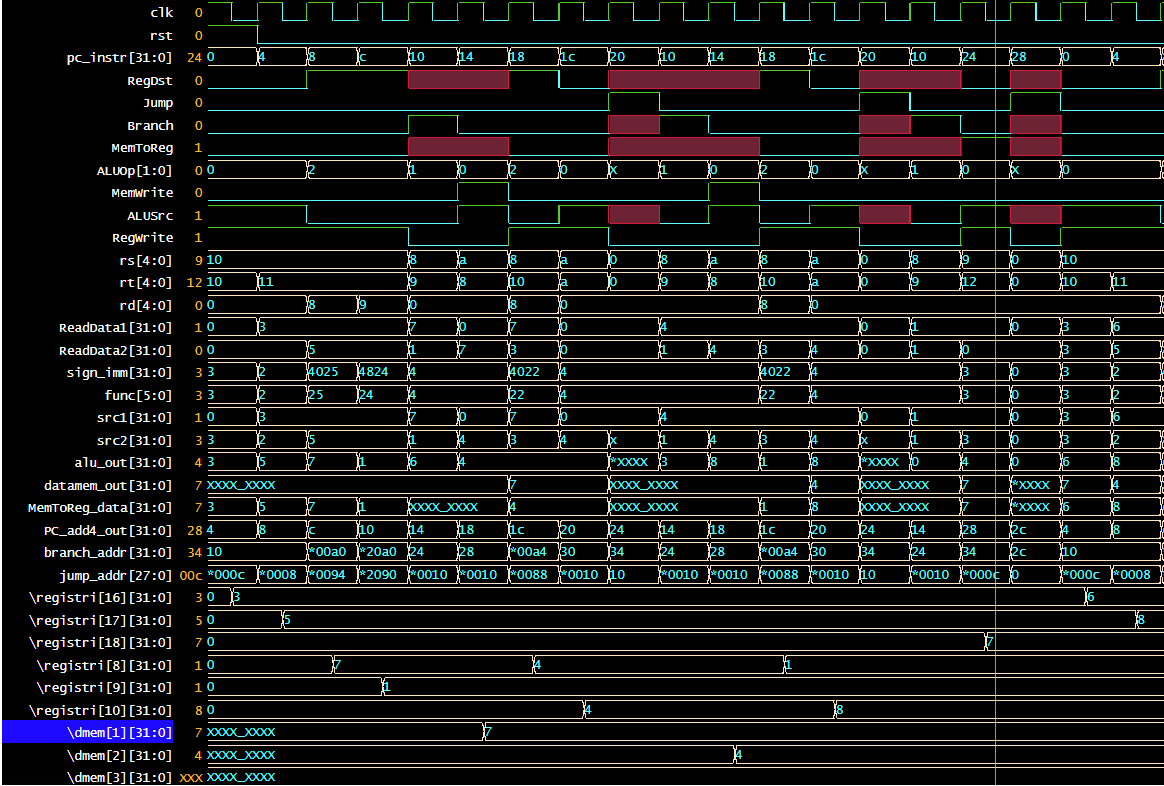 clk 0
rst 0
pc_instr[31:0] 24 0 4 8 c 10 14 18 1c 20 10 14 18 1c 20 10 24 28 0 4
RegDst 0
Jump 0
Branch 0
MemToReg 1
ALUOp[1:0] 0 0 2 1 0 2 0 x 1 0 2 0 x 1 0 x 0
MemWrite 0
ALUSrc 1
RegWrite 1
rs[4:0] 9 10 8 a 8 a 0 8 a 8 a 0 8 9 0 10
rt[4:0] 12 10 11 9 8 10 a 0 9 8 10 a 0 9 12 0 10 11
rd[4:0] 0 0 8 9 0 8 0 8 0
ReadData1[31:0] 1 0 3 7 0 7 0 4 0 1 0 3 6
ReadData2[31:0] 0 0 5 1 7 3 0 1 4 3 4 0 1 0 3 5
sign_imm[31:0] 3 3 2 4025 4824 4 4022 4 4022 4 3 0 3 2
func[5:0] 3 3 2 25 24 4 22 4 22 4 3 0 3 2
src1[31:0] 1 0 3 7 0 7 0 4 0 1 0 3 6
src2[31:0] 3 3 2 5 1 4 3 4 x 1 4 3 4 x 1 3 0 3 2
alu_out[31:0] 4 3 5 7 1 6 4 *XXXX 3 8 1 8 *XXXX 0 4 0 6 8
datamem_out[31:0] 7 XXXX_XXXX 7 XXXX_XXXX 4 XXXX_XXXX 7 *XXXX 7 4
MemToReg_data[31:0] 7 3 5 7 1 XXXX_XXXX 4 XXXX_XXXX 1 8 XXXX_XXXX 7 *XXXX 6 8
PC_add4_out[31:0] 28 4 8 c 10 14 18 1c 20 24 14 18 1c 20 24 14 28 2c 4 8
branch_addr[31:0] 34 10 *00a0 *20a0 24 28 *00a4 30 34 24 28 *00a4 30 34 24 34 2c 10
jump_addr[27:0] 00c *000c *0008 *0094 *2090 *0010 *0010 *0088 *0010 10 *0010 *0010 *0088 *0010 10 *0010 *000c 0 *000c *0008
\registri[16][31:0] 3 0 3 6
\registri[17][31:0] 5 0 5 8
\registri[18][31:0] 7 0 7
\registri[8][31:0] 1 0 7 4 1
\registri[9][31:0] 1 0 1
\registri[10][31:0] 8 0 4 8
\dmem[1][31:0] 7 XXXX_XXXX 7
\dmem[2][31:0] 4 XXXX_XXXX 4
\dmem[3][31:0] XXX XXXX_XXXX